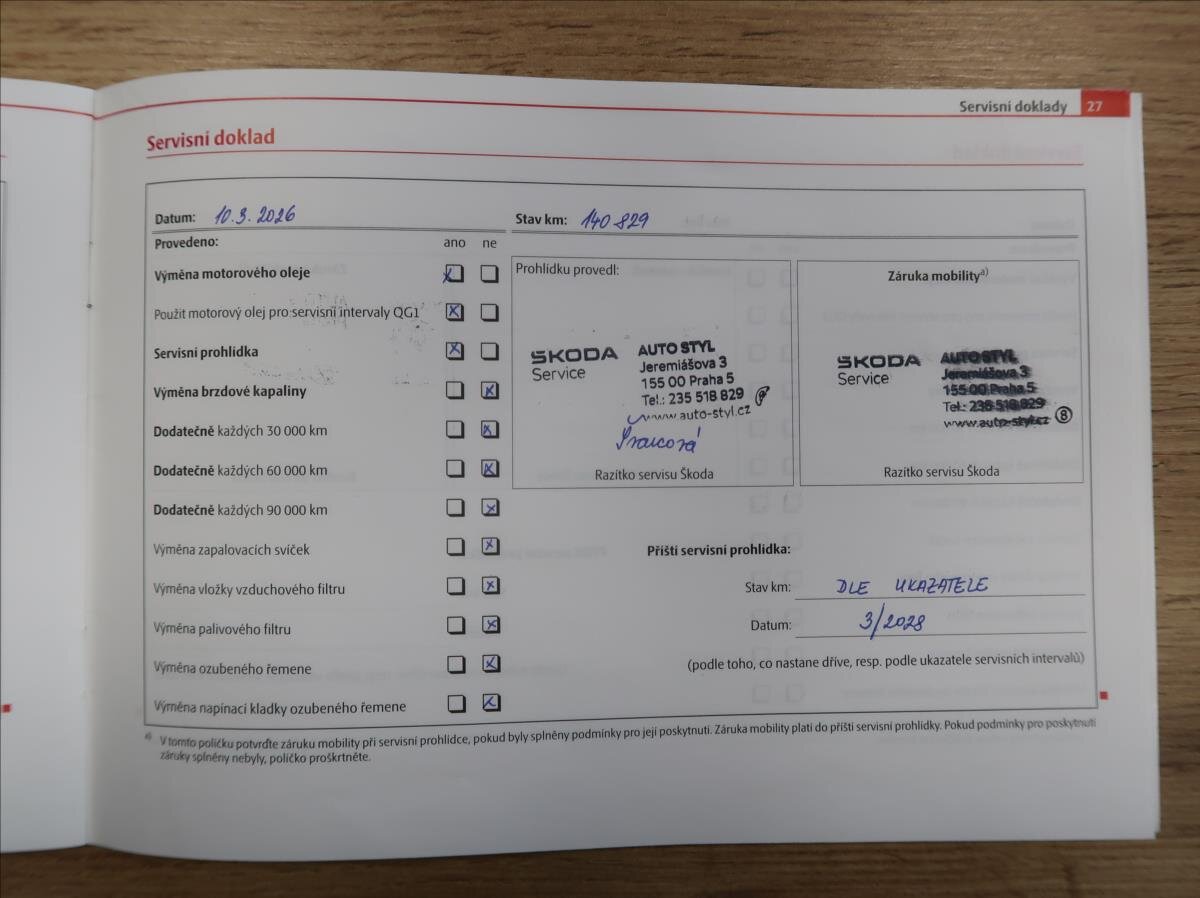 Servisní doklady 27
Servisní doklad
Datum: 10.3.2026
Stav km: 140 829
Provedeno: ano ne
Výměna motorového oleje
Použit motorový olej pro servisní intervaly QG1
Servisní prohlídka
Výměna brzdové kapaliny
Dodatečně každých 30 000 km
Dodatečně každých 60 000 km
Dodatečně každých 90 000 km
Výměna zapalovacích svíček
Výměna vložky vzduchového filtru
Výměna palivového filtru
Výměna ozubeného řemene
Výměna napínací kladky ozubeného řemene
Prohlídku provedl:
ŠKODA
Service
AUTO STYL
Jeremiášova 3
155 00 Praha 5
Tel.: 235 518 829
www.auto-styl.cz
Razítko servisu Škoda
Záruka mobility a)
ŠKODA
Service
AUTO STYL
Jeremiášova 3
155 00 Praha 5
Tel.: 235 518 829
www.auto-styl.cz 8
Razítko servisu Škoda
Příští servisní prohlídka:
Stav km: DLE UKAZATELE
Datum: 3/2028
(podle toho, co nastane dříve, resp. podle ukazatele servisních intervalů)
a) V tomto políčku potvrďte záruku mobility při servisní prohlídce, pokud byly splněny podmínky pro její poskytnutí. Záruka mobility platí do příští servisní prohlídky. Pokud podmínky pro poskytnutí
záruky splněny nebyly, políčko proškrtněte.